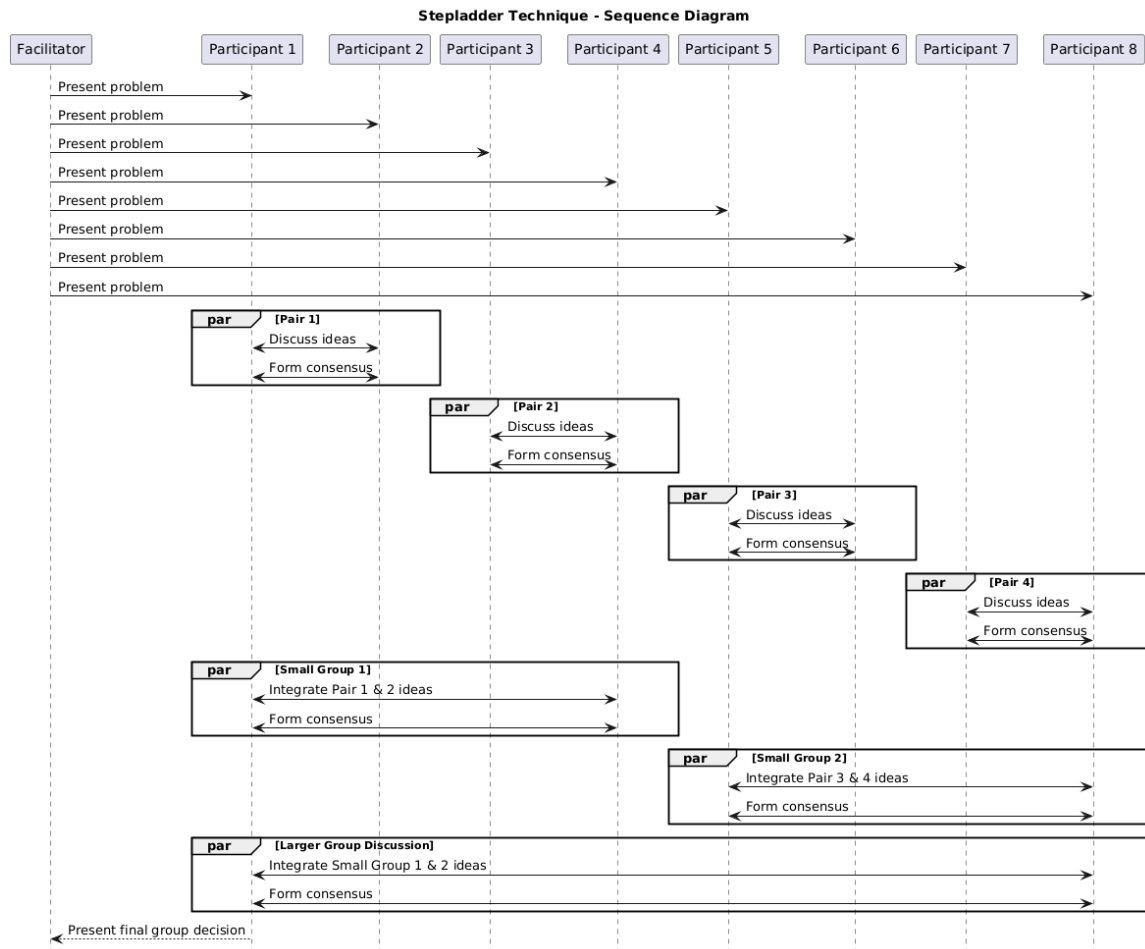 Stepladder Technique - Sequence Diagram
Facilitator Participant 1 Participant 2 Participant 3 Participant 4 Participant 5 Participant 6 Participant 7 Participant 8
Present problem
Present problem
Present problem
Present problem
Present problem
Present problem
Present problem
Present problem
par [Pair 1]
Discuss ideas
Form consensus
par [Pair 2]
Discuss ideas
Form consensus
par [Pair 3]
Discuss ideas
Form consensus
par [Pair 4]
Discuss ideas
Form consensus
par [Small Group 1]
Integrate Pair 1 & 2 ideas
Form consensus
par [Small Group 2]
Integrate Pair 3 & 4 ideas
Form consensus
par [Larger Group Discussion]
Integrate Small Group 1 & 2 ideas
Form consensus
Present final group decision